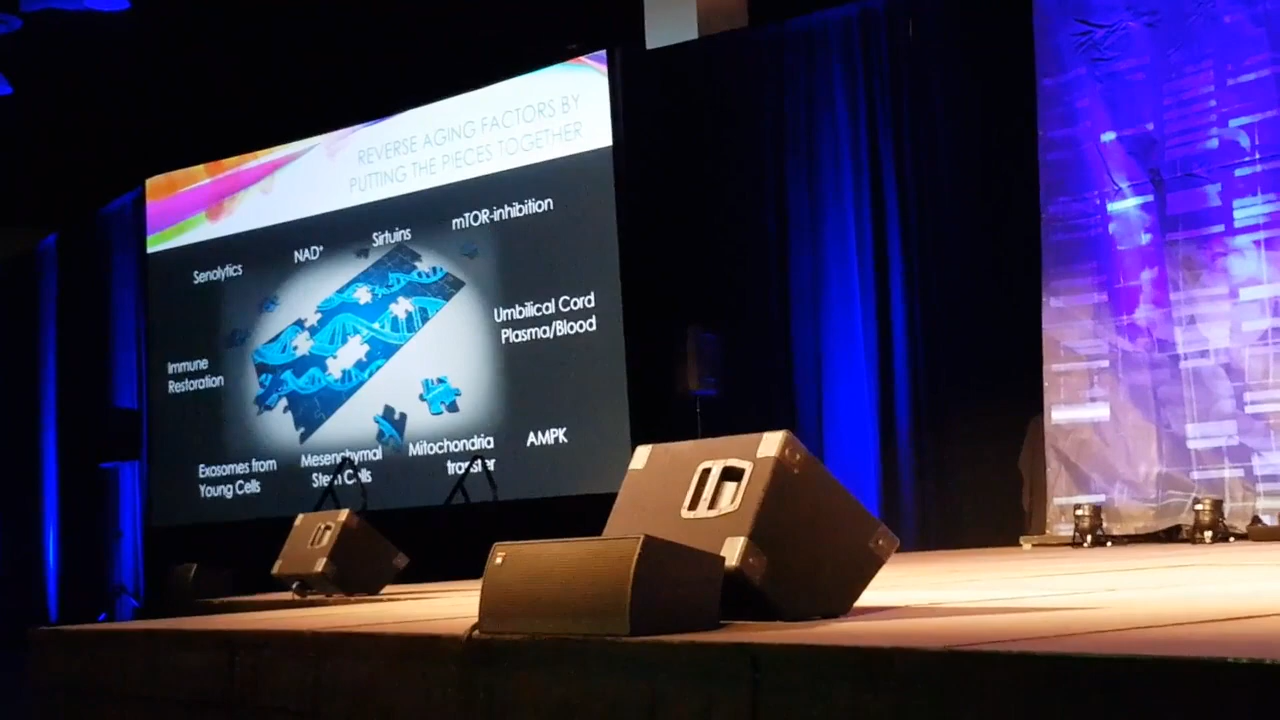 REVERSE AGING FACTORS BY
PUTTING THE PIECES TOGETHER
Senolytics
NAD⁺
Sirtuins
mTOR-inhibition
Umbilical Cord
Plasma/Blood
Immune
Restoration
Exosomes from
Young Cells
Mesenchymal
Stem Cells
Mitochondria
transfer
AMPK